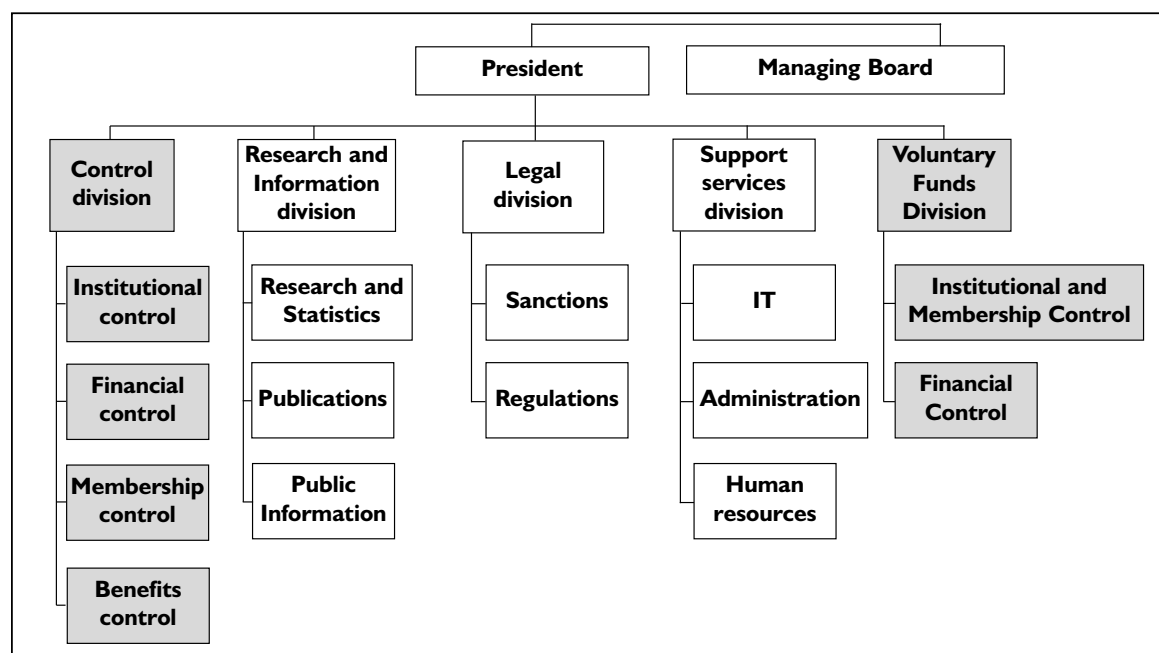 President
Managing Board
Control
division
Research and
Information
division
Legal
division
Support
services
division
Voluntary
Funds
Division
Institutional
control
Financial
control
Membership
control
Benefits
control
Research and
Statistics
Publications
Public
Information
Sanctions
Regulations
IT
Administration
Human
resources
Institutional and
Membership Control
Financial
Control